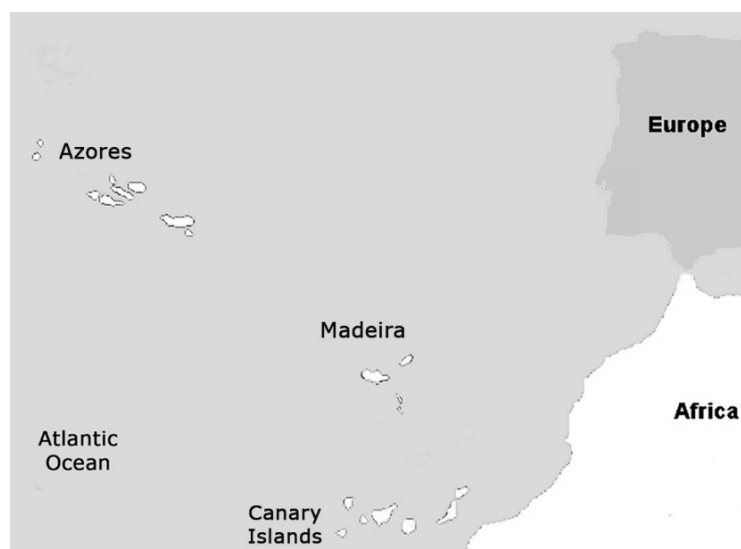 Europe
Azores
Madeira
Africa
Atlantic
Ocean
Canary
Islands